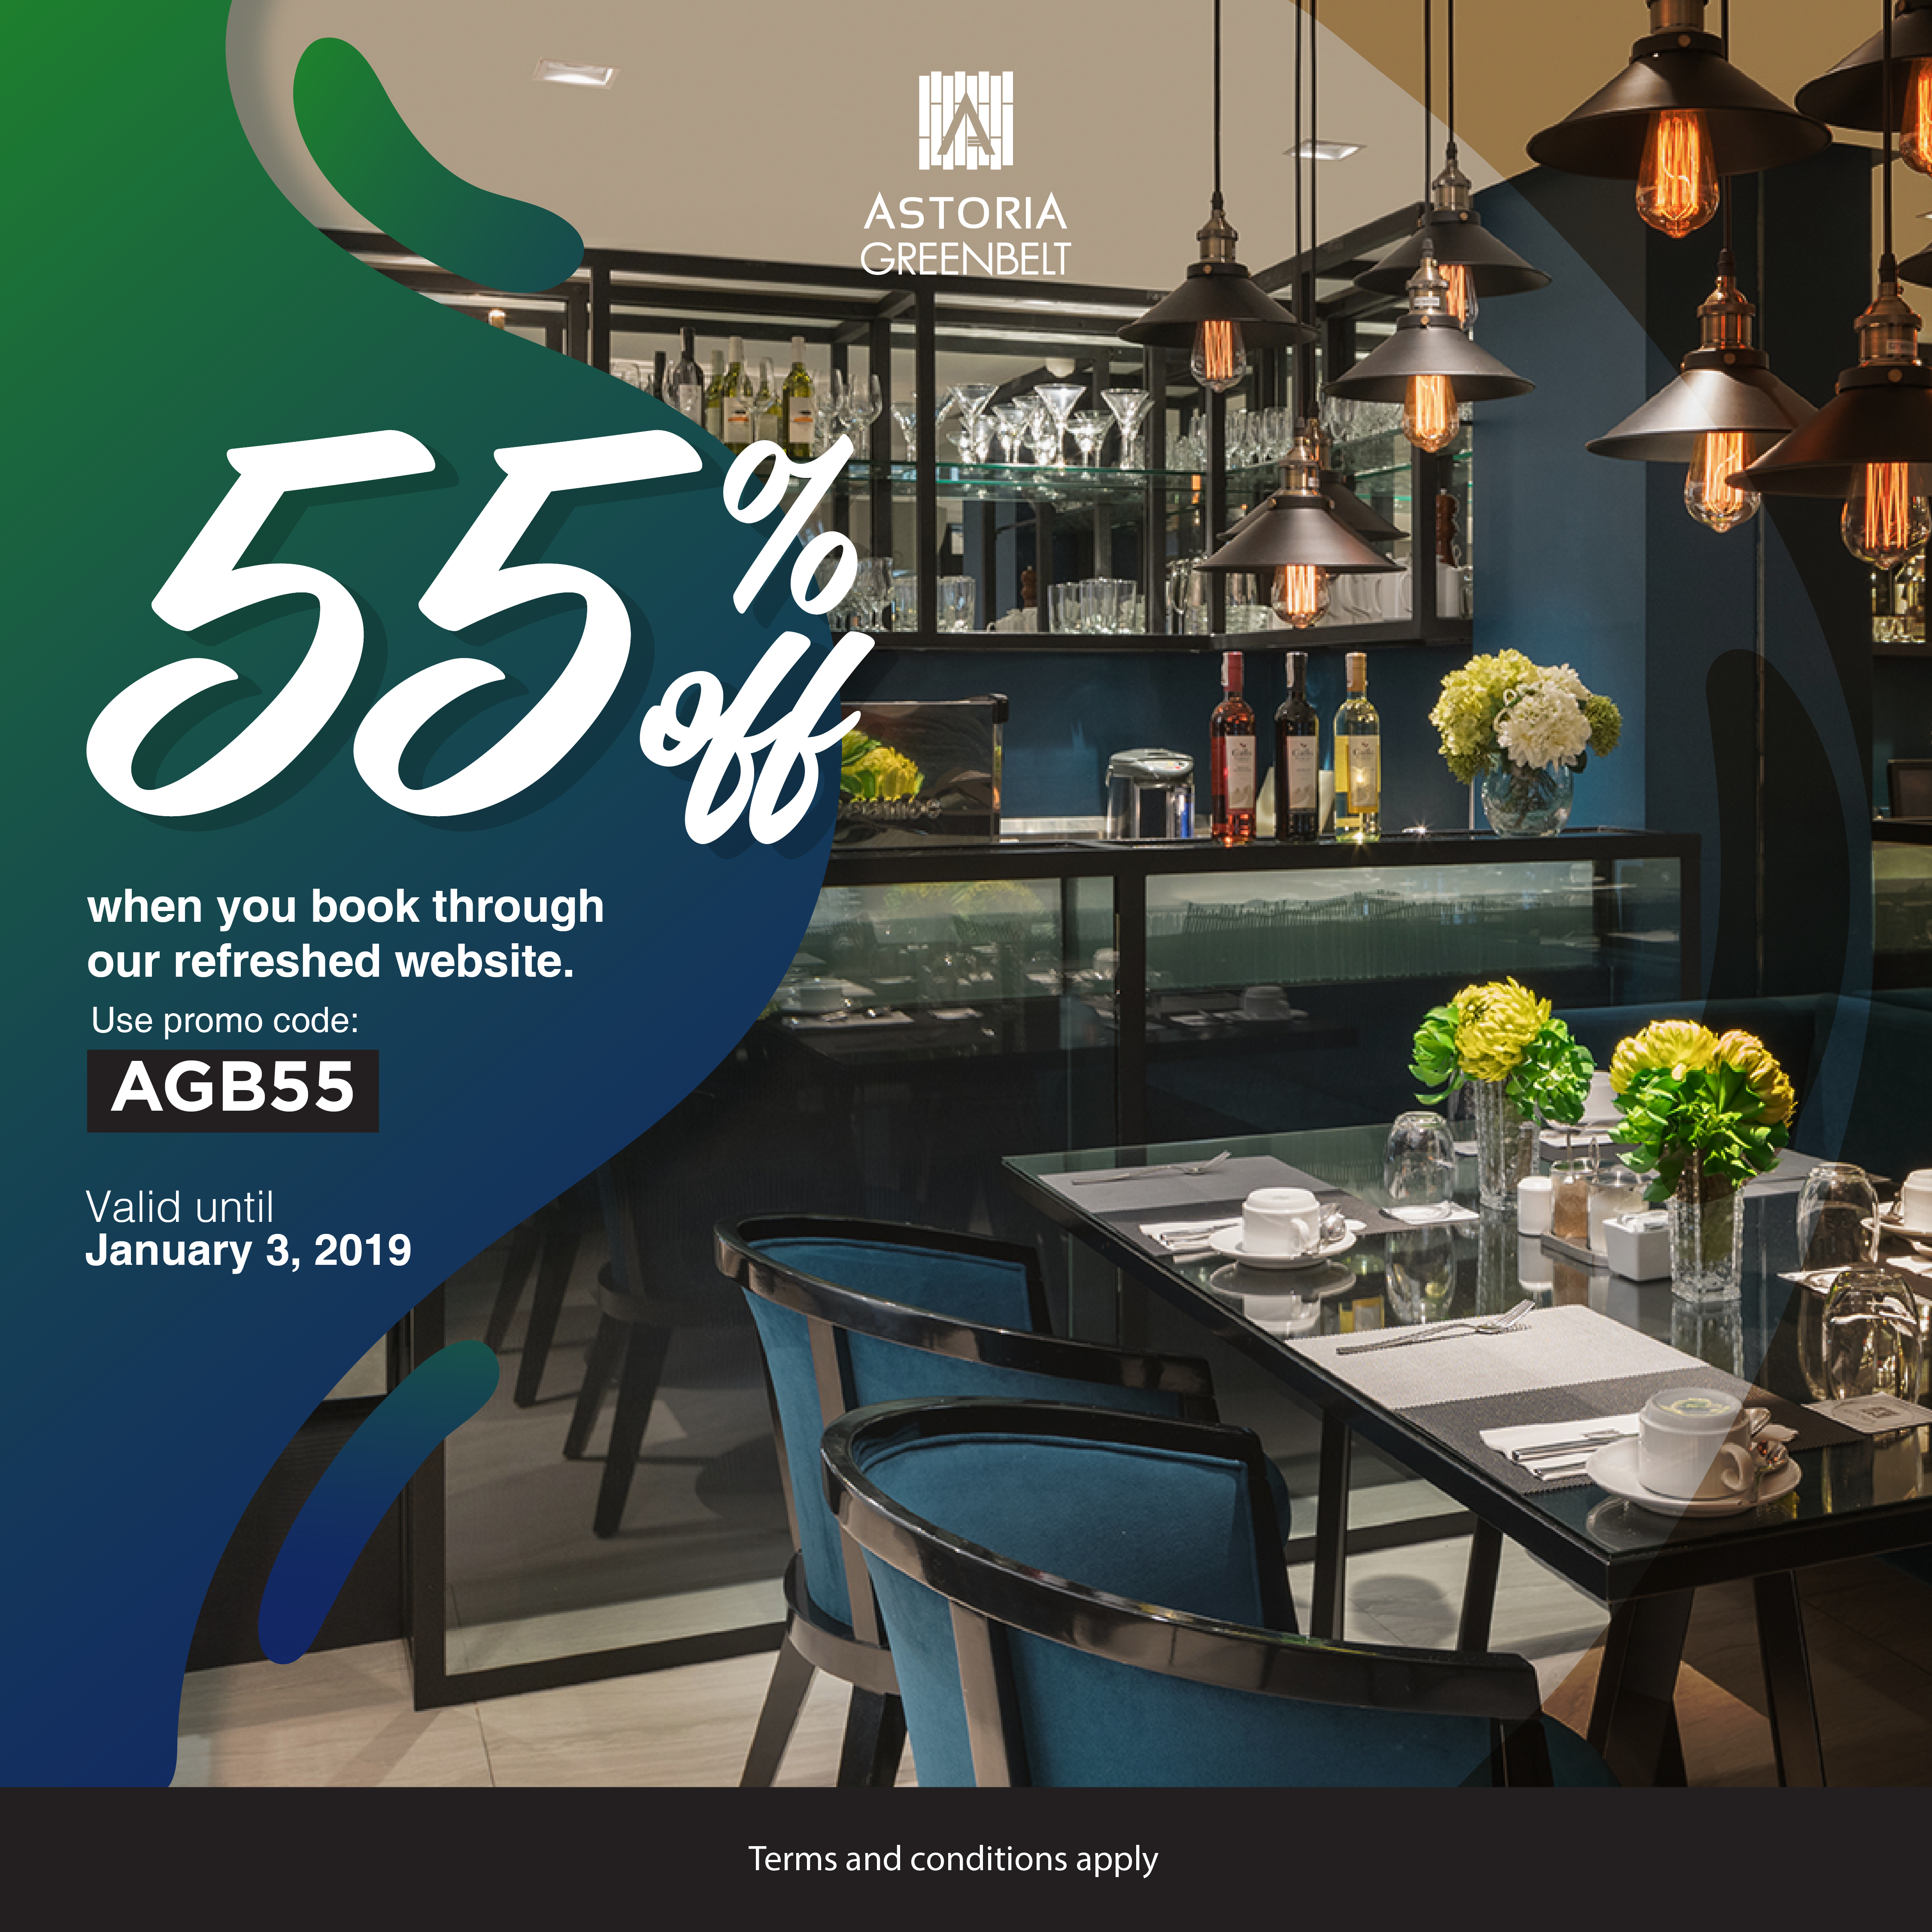 ASTORIA
GREENBELT
55%
off
when you book through
our refreshed website.
Use promo code:
AGB55
Valid until
January 3, 2019
Terms and conditions apply